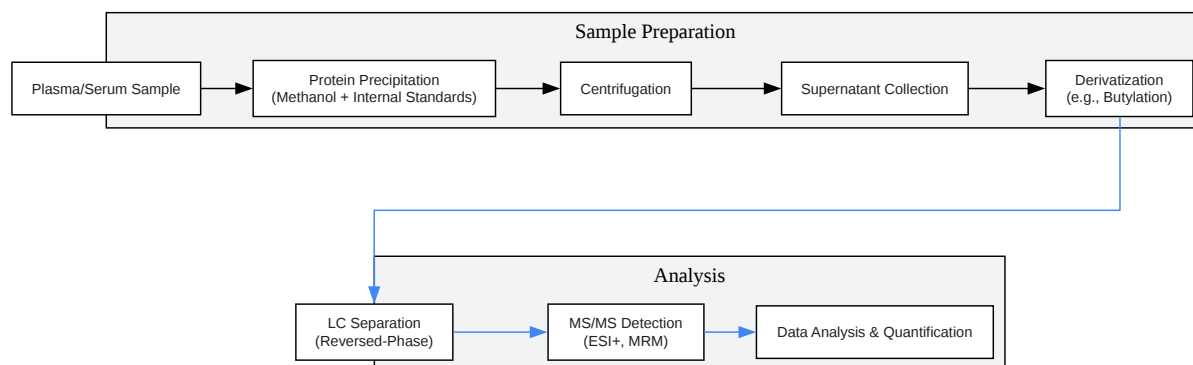 Sample Preparation
Plasma/Serum Sample
Protein Precipitation
(Methanol + Internal Standards)
Centrifugation
Supernatant Collection
Derivatization
(e.g., Butylation)
Analysis
LC Separation
(Reversed-Phase)
MS/MS Detection
(ESI+, MRM)
Data Analysis & Quantification